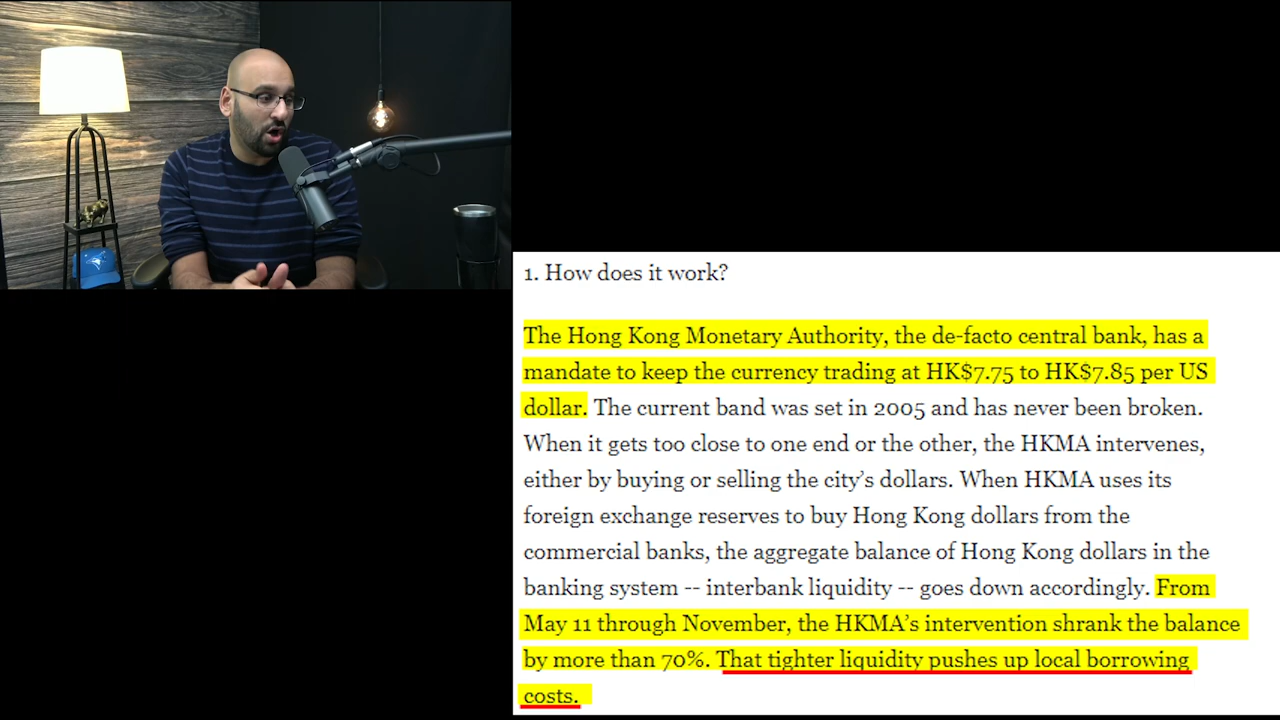 1. How does it work?
The Hong Kong Monetary Authority, the de-facto central bank, has a
mandate to keep the currency trading at HK$7.75 to HK$7.85 per US
dollar. The current band was set in 2005 and has never been broken.
When it gets too close to one end or the other, the HKMA intervenes,
either by buying or selling the city’s dollars. When HKMA uses its
foreign exchange reserves to buy Hong Kong dollars from the
commercial banks, the aggregate balance of Hong Kong dollars in the
banking system -- interbank liquidity -- goes down accordingly. From
May 11 through November, the HKMA’s intervention shrank the balance
by more than 70%. That tighter liquidity pushes up local borrowing
costs.